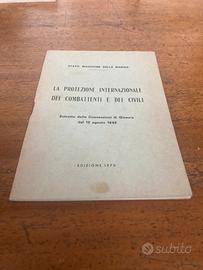 STATO MAGGIORE DELLA MARINA
LA PROTEZIONE INTERNAZIONALE
DEI COMBATTENTI E DEI CIVILI
Estratto delle Convenzioni di Ginevra
del 12 agosto 1949
EDIZIONE 1970
subito